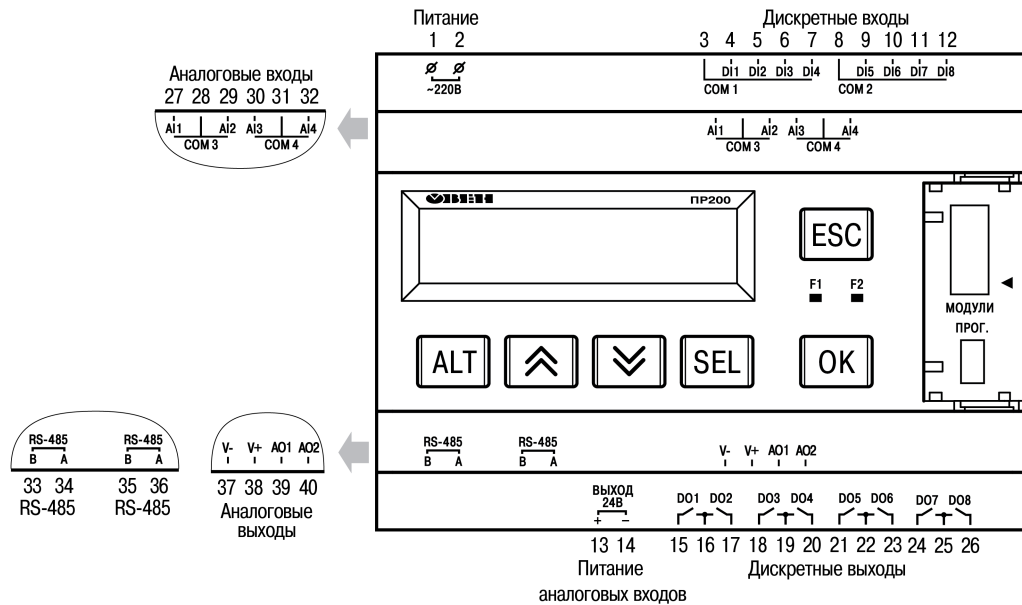 Питание
Дискретные входы
1 2
3 4 5 6 7 8 9 10 11 12
~220В
DI1 DI2 DI3 DI4 DI5 DI6 DI7 DI8
COM 1 COM 2
Аналоговые входы
27 28 29 30 31 32
AI1 AI2 AI3 AI4
COM 3 COM 4
AI1 AI2 AI3 AI4
COM 3 COM 4
ОВЕН ПР200
ESC
F1 F2
МОДУЛИ
ПРОГ.
ALT SEL OK
RS-485 RS-485
B A B A
33 34 35 36
RS-485 RS-485
V- V+ AO1 AO2
37 38 39 40
Аналоговые
выходы
RS-485 RS-485
B A B A
V- V+ AO1 AO2
ВЫХОД
24В
+ −
DO1 DO2 DO3 DO4 DO5 DO6 DO7 DO8
13 14 15 16 17 18 19 20 21 22 23 24 25 26
Питание
аналоговых входов
Дискретные выходы